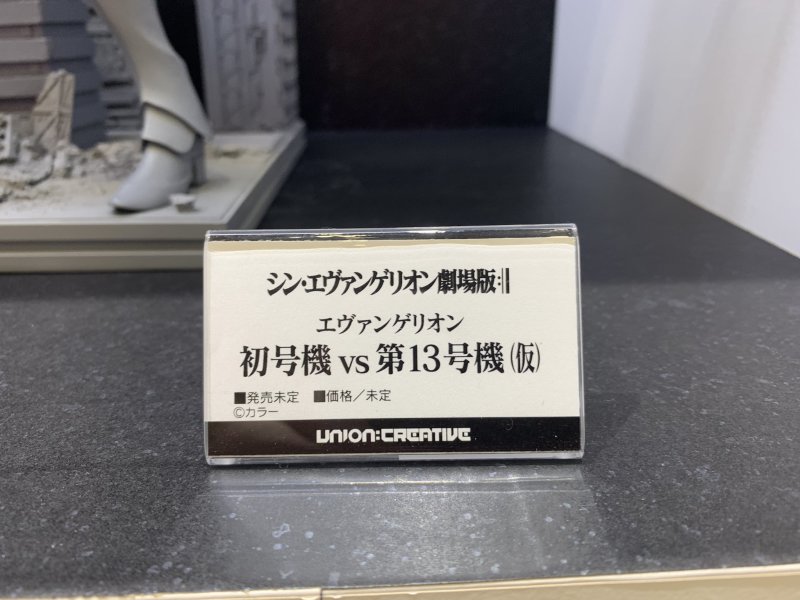 シン・エヴァンゲリオン劇場版:||
エヴァンゲリオン
初号機 vs 第13号機(仮)
■発売未定 ■価格/未定
©カラー
UNION:CREATIVE